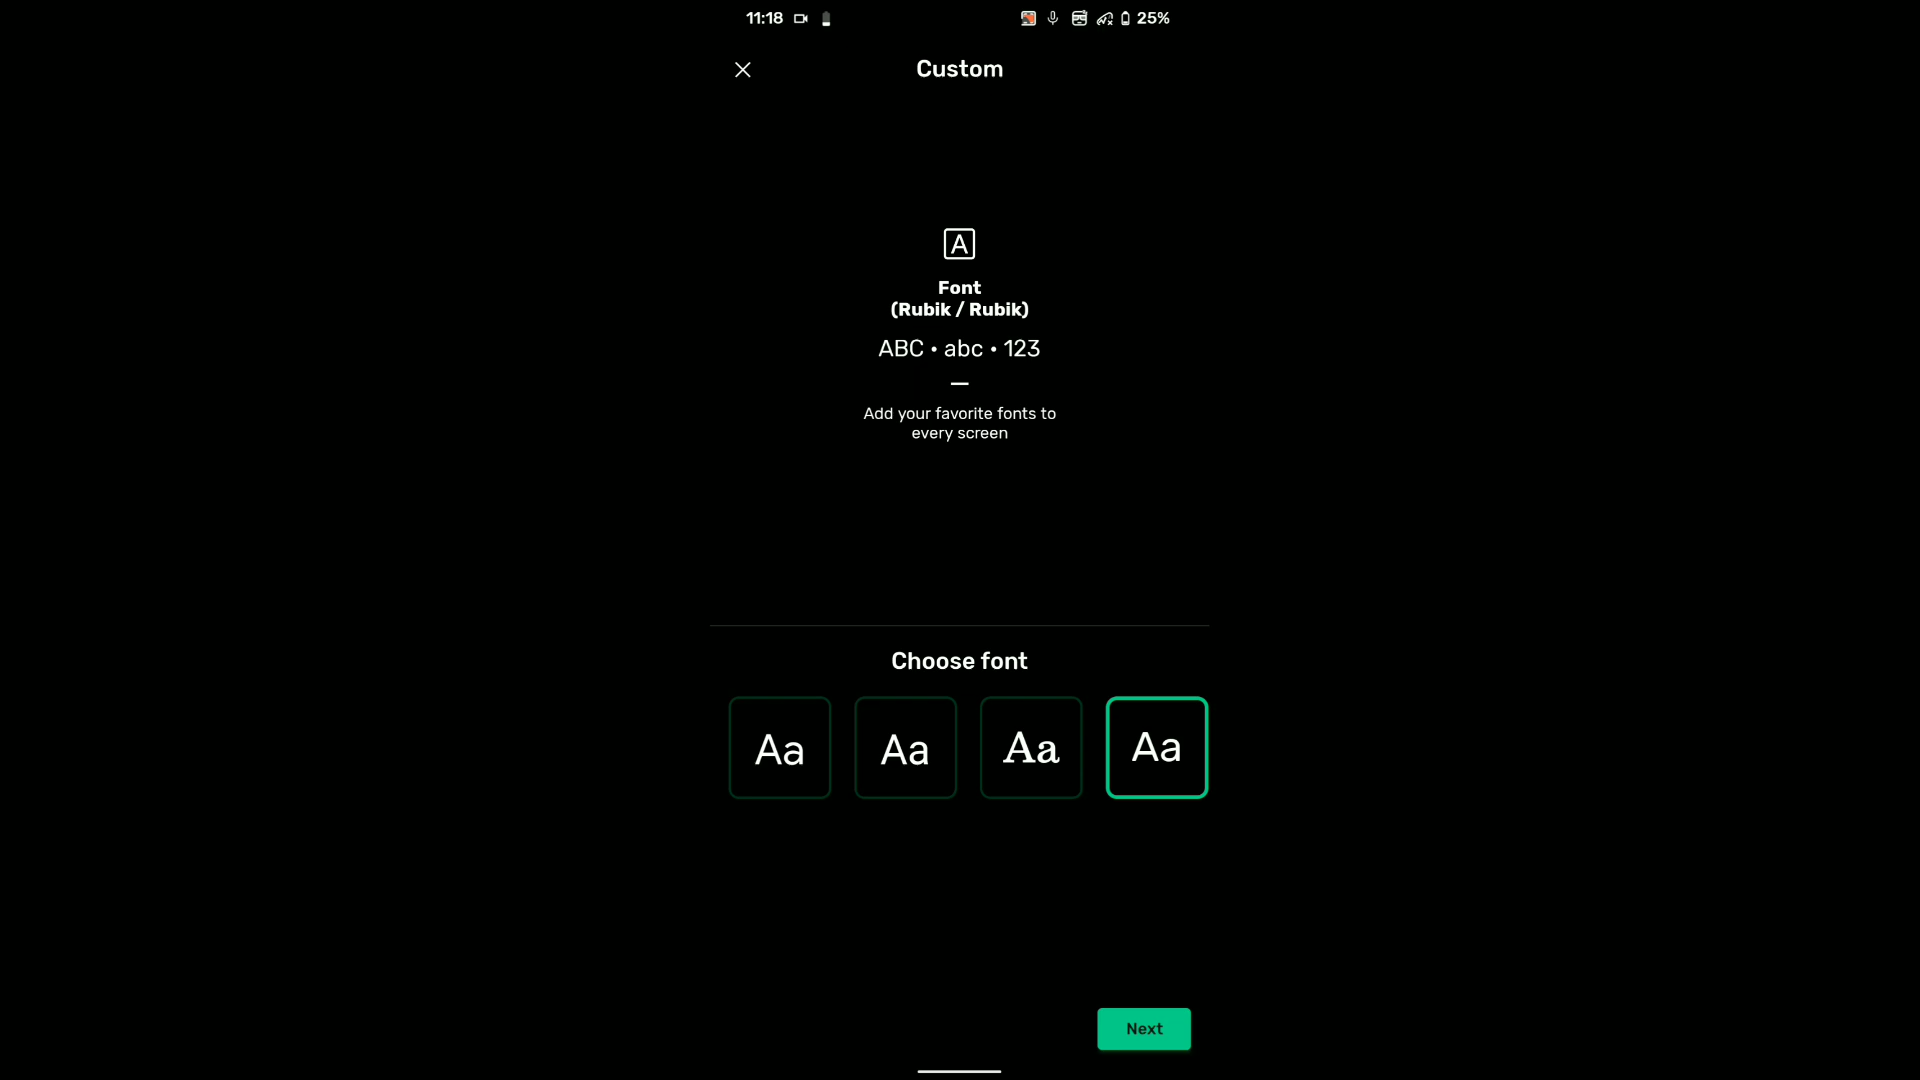 11:18
25%
Custom
A
Font
(Rubik / Rubik)
ABC • abc • 123
Add your favorite fonts to
every screen
Choose font
Aa Aa Aa Aa
Next